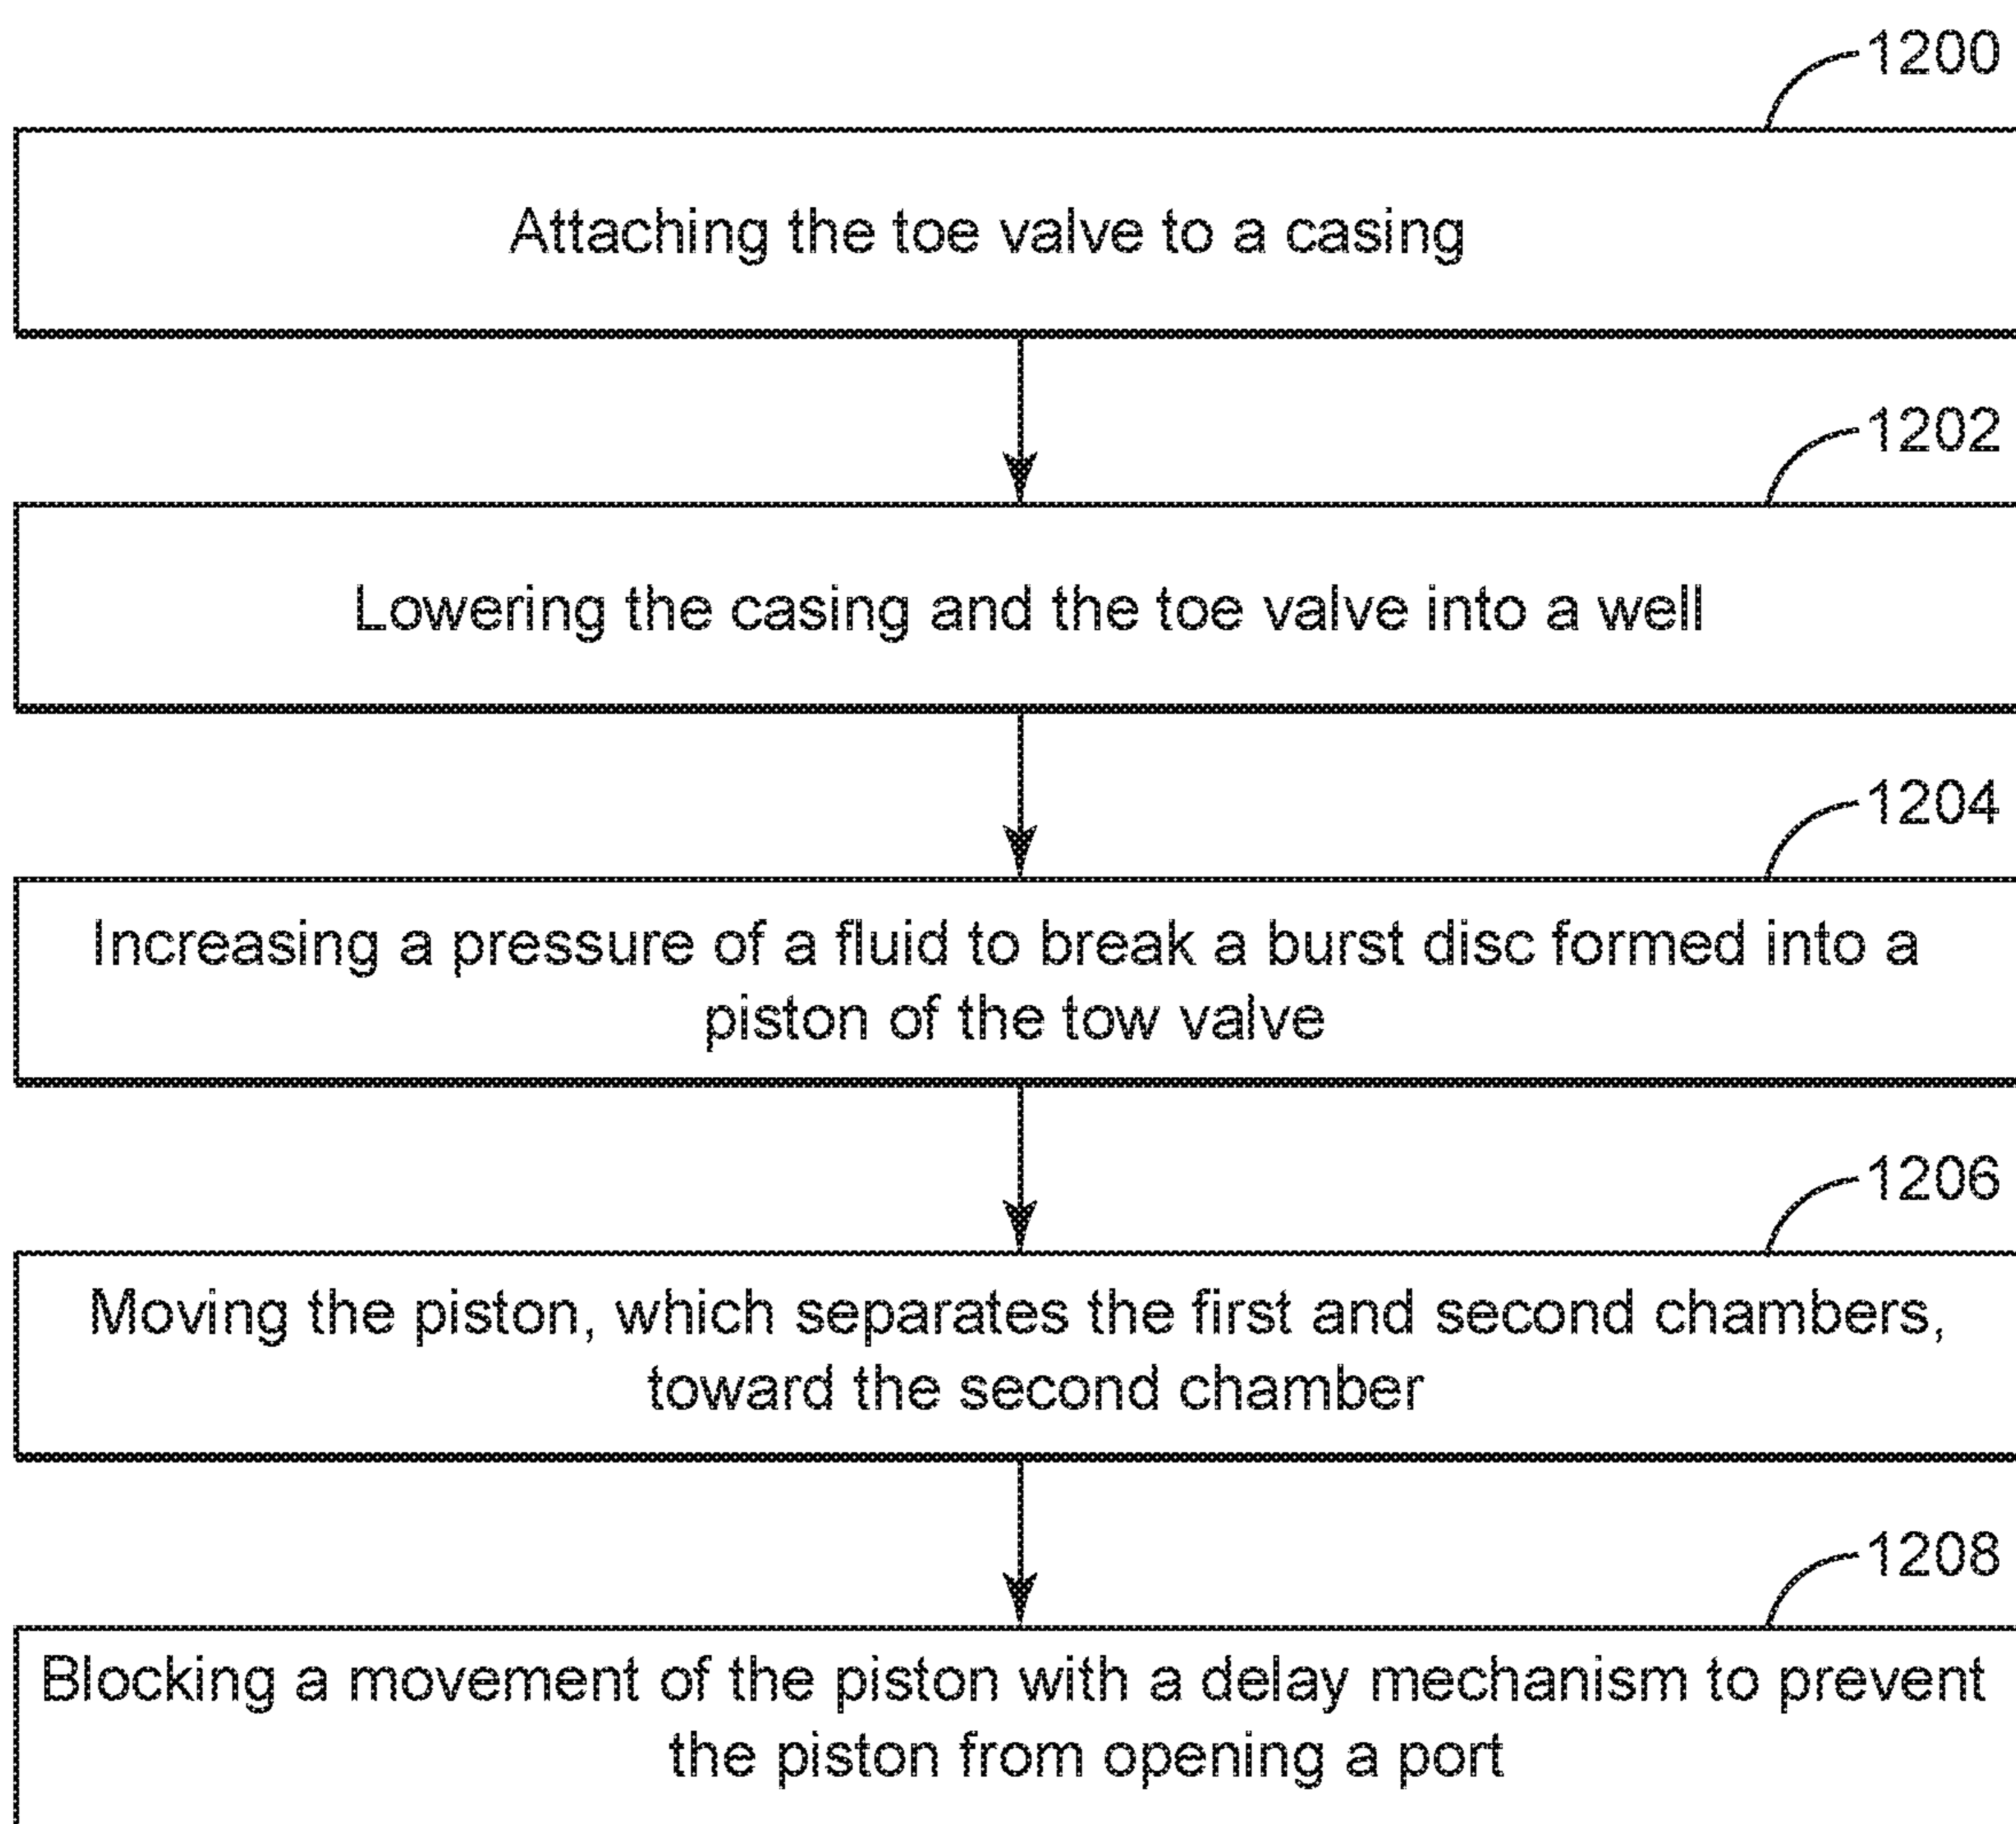 1200
Attaching the toe valve to a casing
1202
Lowering the casing and the toe valve into a well
1204
Increasing a pressure of a fluid to break a burst disc formed into a
piston of the tow valve
1206
Moving the piston, which separates the first and second chambers,
toward the second chamber
1208
Blocking a movement of the piston with a delay mechanism to prevent
the piston from opening a port